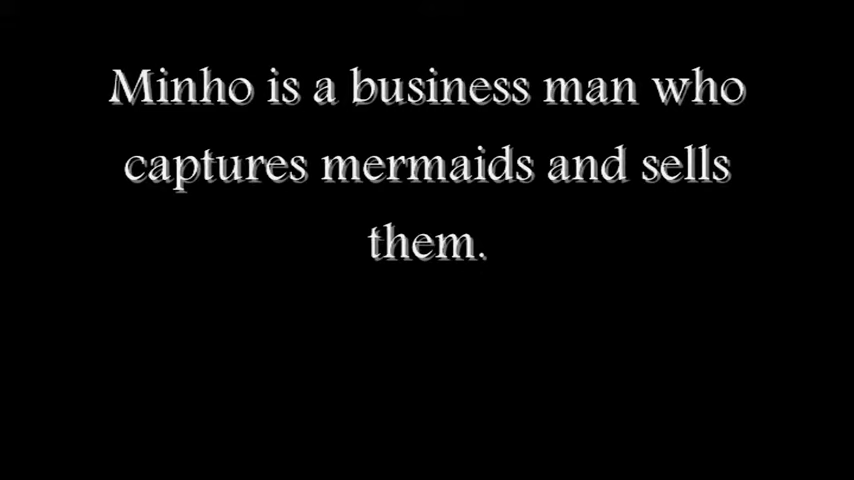 Minho is a business man who
captures mermaids and sells
them.